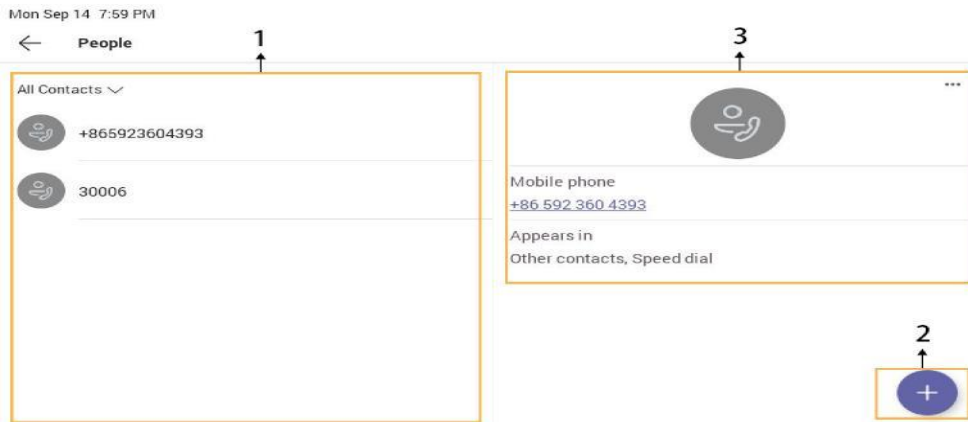 Mon Sep 14 7:59 PM
People
1
3
All Contacts
+865923604393
30006
Mobile phone
+86 592 360 4393
Appears in
Other contacts, Speed dial
2